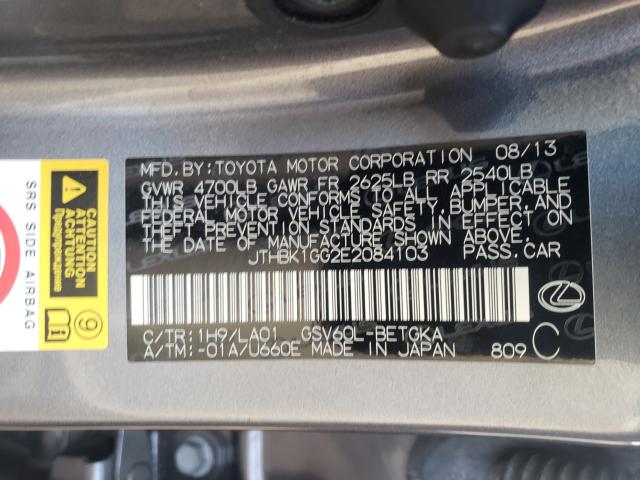 MFD.BY:TOYOTA MOTOR CORPORATION 08/13
GVWR 4700LB GAWR FR 2625LB RR 2540LB
THIS VEHICLE CONFORMS TO ALL APPLICABLE
FEDERAL MOTOR VEHICLE SAFETY,BUMPER,AND
THEFT PREVENTION STANDARDS IN EFFECT ON
THE DATE OF MANUFACTURE SHOWN ABOVE.
JTHBK1GG2E2084103 PASS.CAR
C/TR:1H9/LA01 GSV60L-BETGKA
A/TM:-01A/U660E MADE IN JAPAN 809 C
SRS SIDE AIRBAG
CAUTION
ATTENTION
Предупреждение
9